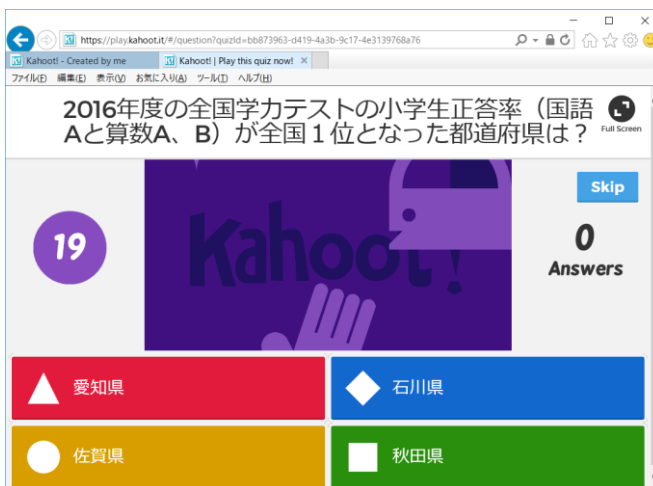 https://play.kahoot.it/#/question?quizId=bb873963-d419-4a3b-9c17-4e3139768a76
Kahoot! - Created by me
Kahoot! | Play this quiz now!
ファイル(F) 編集(E) 表示(V) お気に入り(A) ツール(T) ヘルプ(H)
2016年度の全国学力テストの小学生正答率（国語
Aと算数A、B）が全国１位となった都道府県は？
Full Screen
Skip
19
Kahoot!
0
Answers
愛知県
石川県
佐賀県
秋田県